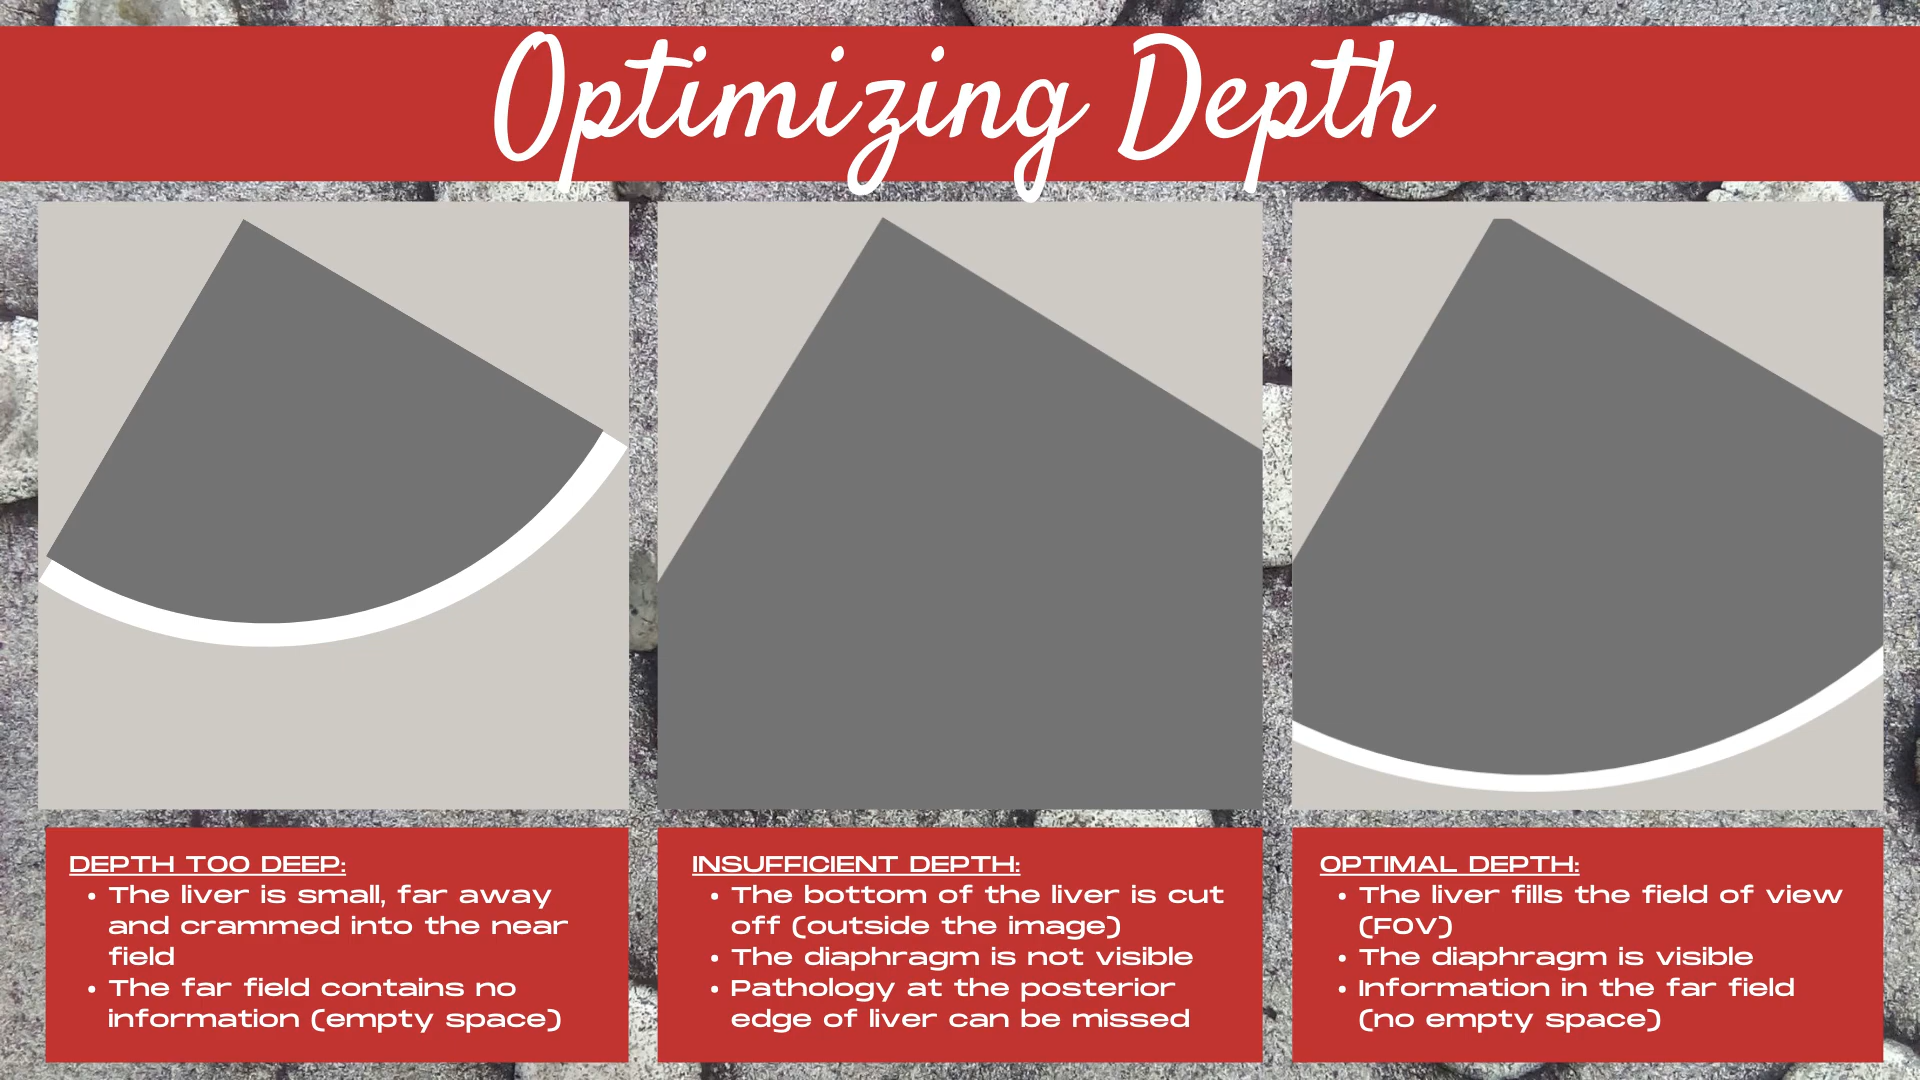 Optimizing Depth
DEPTH TOO DEEP:
• The liver is small, far away
and crammed into the near
field
• The far field contains no
information (empty space)
INSUFFICIENT DEPTH:
• The bottom of the liver is cut
off (outside the image)
• The diaphragm is not visible
• Pathology at the posterior
edge of liver can be missed
OPTIMAL DEPTH:
• The liver fills the field of view
(FOV)
• The diaphragm is visible
• Information in the far field
(no empty space)